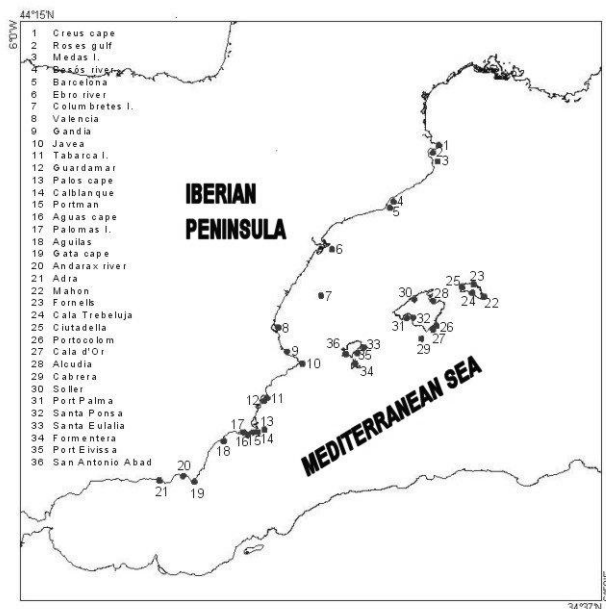 44°15'N
6°0'W
1 Creus cape
2 Roses gulf
3 Medas I.
4 Besós river
5 Barcelona
6 Ebro river
7 Columbretes I.
8 Valencia
9 Gandia
10 Javea
11 Tabarca I.
12 Guardamar
13 Palos cape
14 Calblanque
15 Portman
16 Aguas cape
17 Palomas I.
18 Aguilas
19 Gata cape
20 Andarax river
21 Adra
22 Mahon
23 Fornells
24 Cala Trebeluja
25 Ciutadella
26 Portocolom
27 Cala d'Or
28 Alcudia
29 Cabrera
30 Soller
31 Port Palma
32 Santa Ponsa
33 Santa Eulalia
34 Formentera
35 Port Eivissa
36 San Antonio Abad
IBERIAN
PENINSULA
MEDITERRANEAN SEA
1
2
3
4
5
6
7
8
9
10
11
12
13
14
15
16
17
18
19
20
21
22
23
24
25
26
27
28
29
30
31
32
33
34
35
36
34°37'N